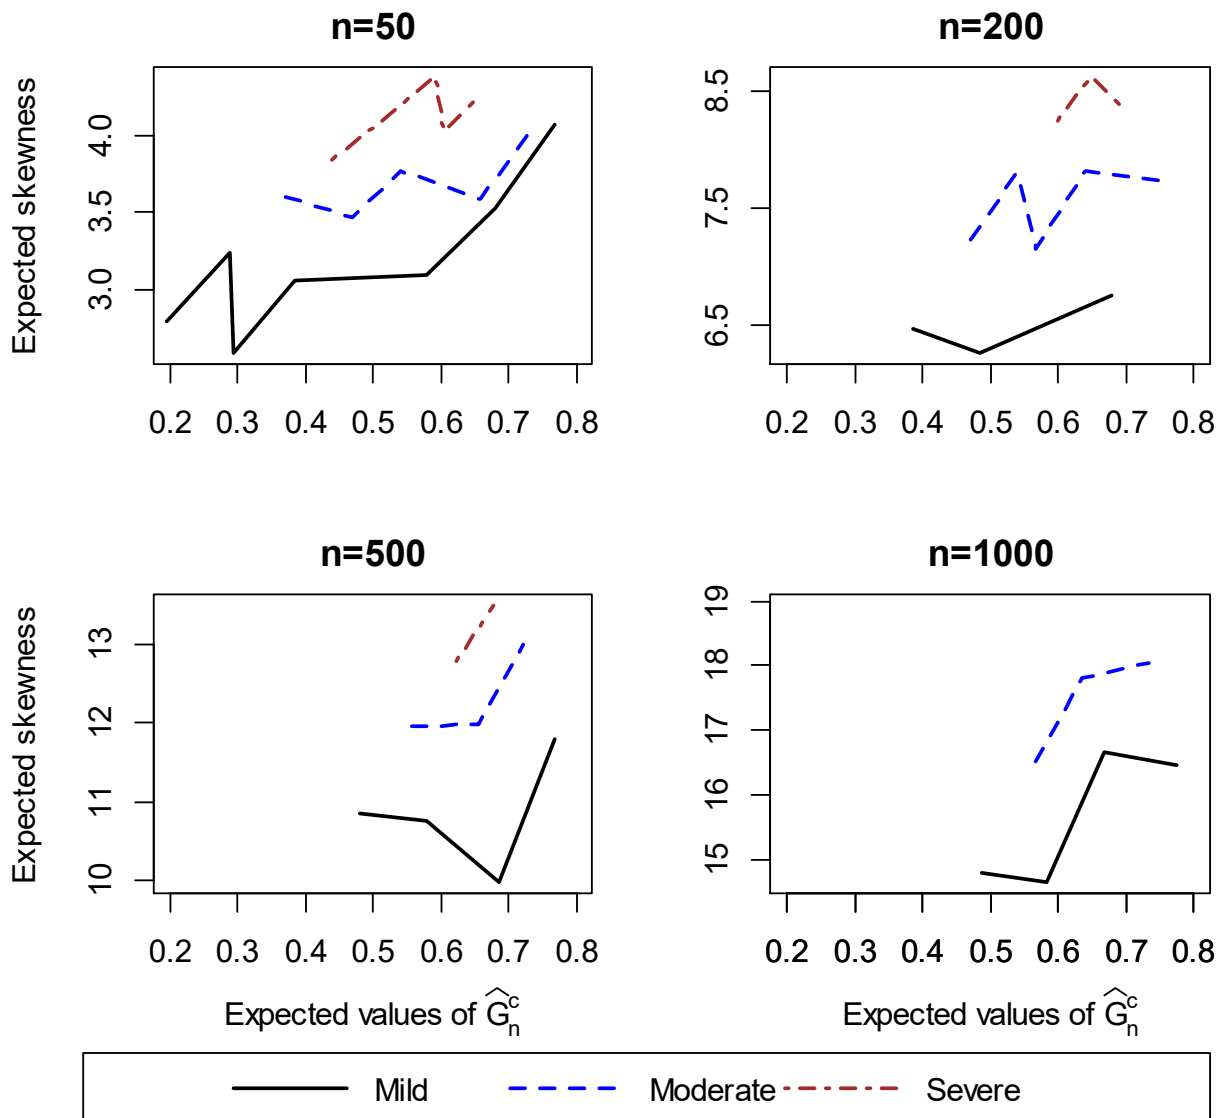 n=50
n=200
Expected skewness
4.0
3.5
3.0
0.2 0.3 0.4 0.5 0.6 0.7 0.8
8.5
7.5
6.5
0.2 0.3 0.4 0.5 0.6 0.7 0.8
n=500
n=1000
Expected skewness
13
12
11
10
0.2 0.3 0.4 0.5 0.6 0.7 0.8
Expected values of Ĝₙᶜ
19
18
17
16
15
0.2 0.3 0.4 0.5 0.6 0.7 0.8
Expected values of Ĝₙᶜ
Mild Moderate Severe